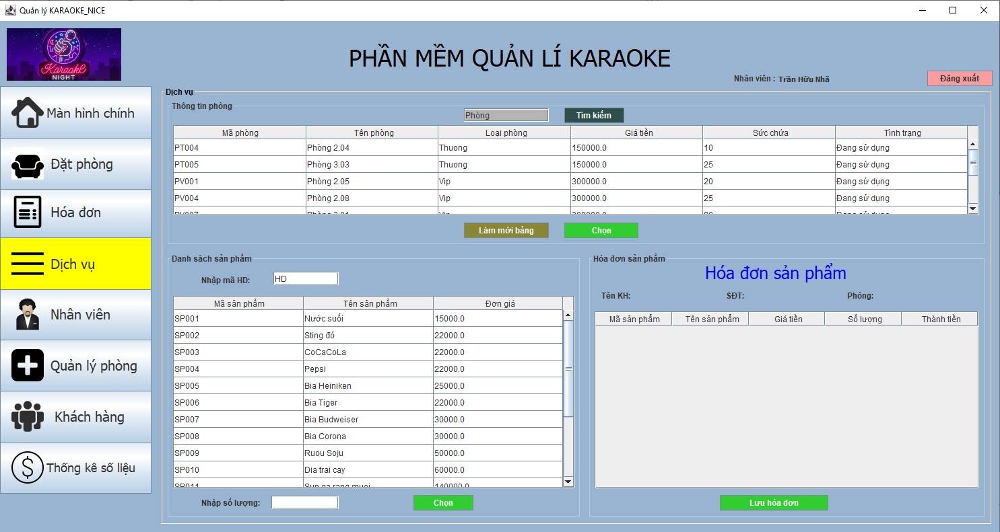 Quản lý KARAOKE_NICE
Karaoke
NIGHT
PHẦN MỀM QUẢN LÍ KARAOKE
Nhân viên : Trần Hữu Nhã
Đăng xuất
Màn hình chính
Đặt phòng
Hóa đơn
Dịch vụ
Nhân viên
Quản lý phòng
Khách hàng
Thống kê số liệu
Dịch vụ
Thông tin phòng
Phòng Tìm kiếm
Mã phòng Tên phòng Loại phòng Giá tiền Sức chứa Tình trạng
PT004 Phòng 2.04 Thuong 150000.0 10 Đang sử dụng
PT005 Phòng 3.03 Thuong 150000.0 25 Đang sử dụng
PV001 Phòng 2.05 Vip 300000.0 20 Đang sử dụng
PV004 Phòng 2.08 Vip 300000.0 25 Đang sử dụng
Làm mới bảng Chọn
Danh sách sản phẩm
Nhập mã HD: HD
Mã sản phẩm Tên sản phẩm Đơn giá
SP001 Nước suối 15000.0
SP002 Sting đỏ 22000.0
SP003 CoCaCoLa 22000.0
SP004 Pepsi 22000.0
SP005 Bia Heiniken 25000.0
SP006 Bia Tiger 22000.0
SP007 Bia Budweiser 30000.0
SP008 Bia Corona 30000.0
SP009 Ruou Soju 50000.0
SP010 Dia trai cay 60000.0
SP011 Sun ga rang muoi 140000.0
Nhập số lượng: Chọn
Hóa đơn sản phẩm
Hóa đơn sản phẩm
Tên KH: SĐT: Phòng:
Mã sản phẩm Tên sản phẩm Giá tiền Số lượng Thành tiền
Lưu hóa đơn